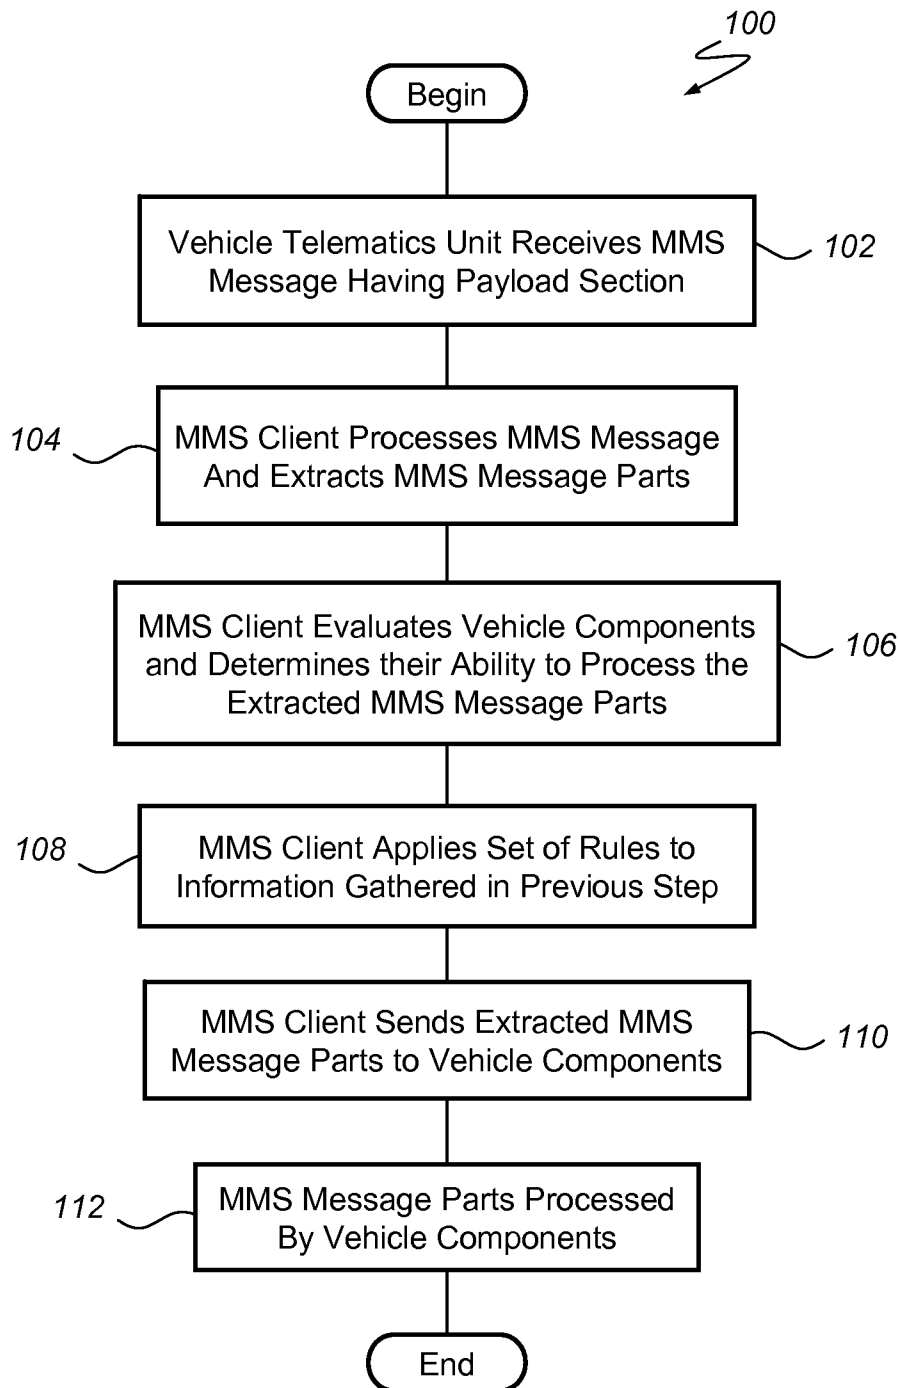 100
Begin
Vehicle Telematics Unit Receives MMS
Message Having Payload Section
102
104
MMS Client Processes MMS Message
And Extracts MMS Message Parts
MMS Client Evaluates Vehicle Components
and Determines their Ability to Process the
Extracted MMS Message Parts
106
108
MMS Client Applies Set of Rules to
Information Gathered in Previous Step
MMS Client Sends Extracted MMS
Message Parts to Vehicle Components
110
112
MMS Message Parts Processed
By Vehicle Components
End